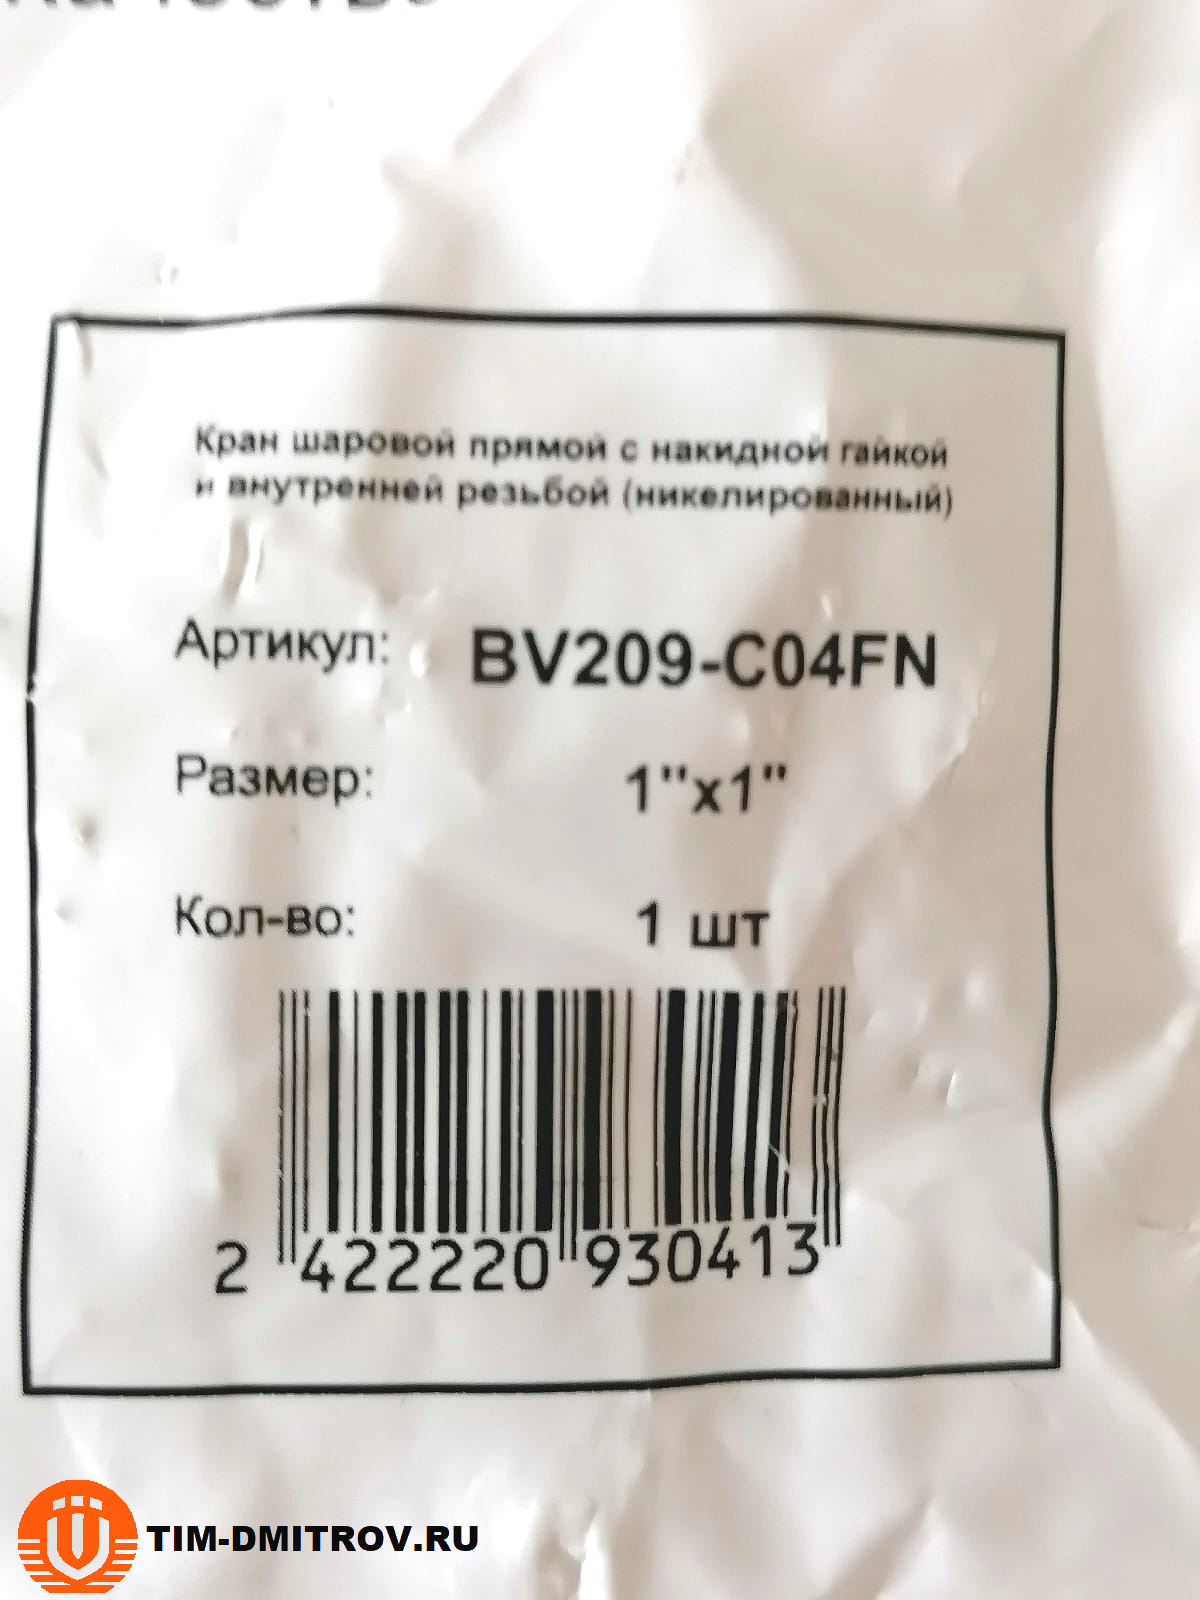 Кран шаровой прямой с накидной гайкой
и внутренней резьбой (никелированный)
Артикул: BV209-C04FN
Размер: 1"x1"
Кол-во: 1 шт
2 422220 930413
TIM-DMITROV.RU